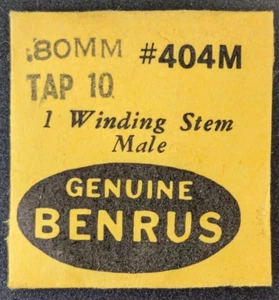 .80MM #404M
TAP 10
1 Winding Stem
Male
GENUINE
BENRUS